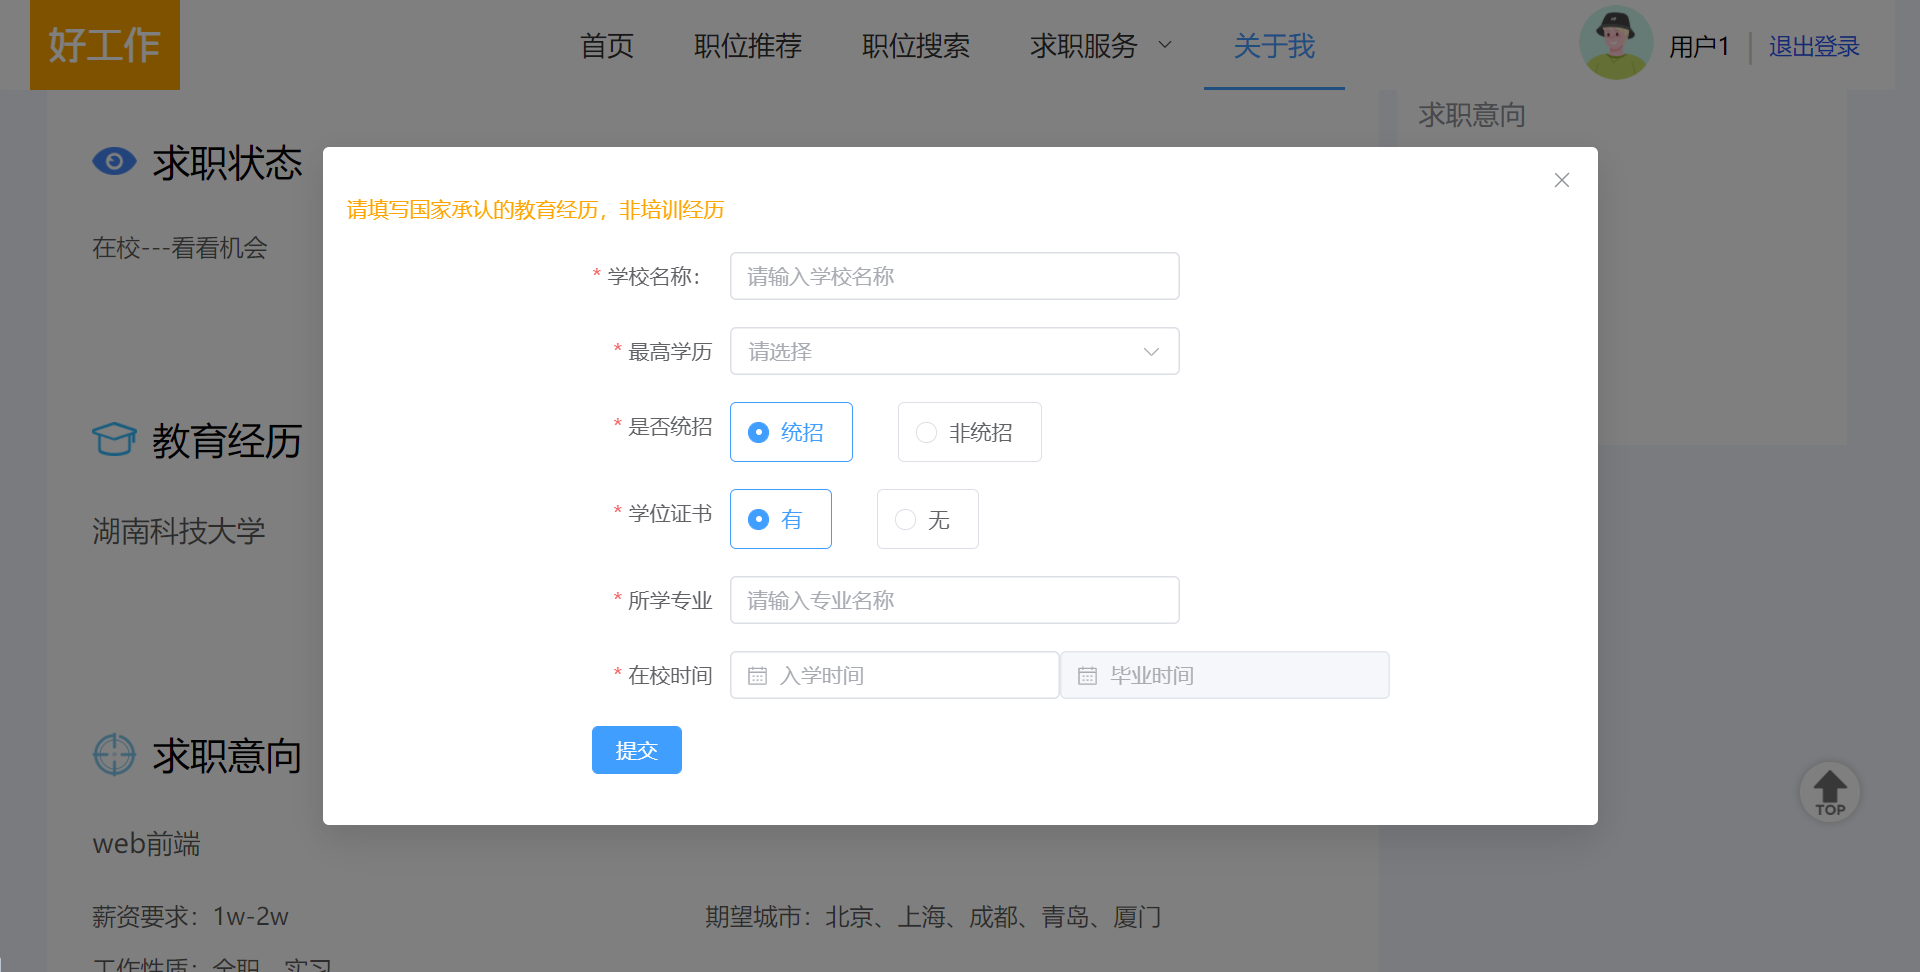 好工作
首页 职位推荐 职位搜索 求职服务 关于我
用户1 退出登录
求职意向
求职状态
在校---看看机会
请填写国家承认的教育经历，非培训经历
* 学校名称： 请输入学校名称
* 最高学历 请选择
* 是否统招 统招 非统招
* 学位证书 有 无
* 所学专业 请输入专业名称
* 在校时间 入学时间 毕业时间
提交
教育经历
湖南科技大学
求职意向
web前端
薪资要求：1w-2w
期望城市：北京、上海、成都、青岛、厦门
工作性质：全职、实习
TOP